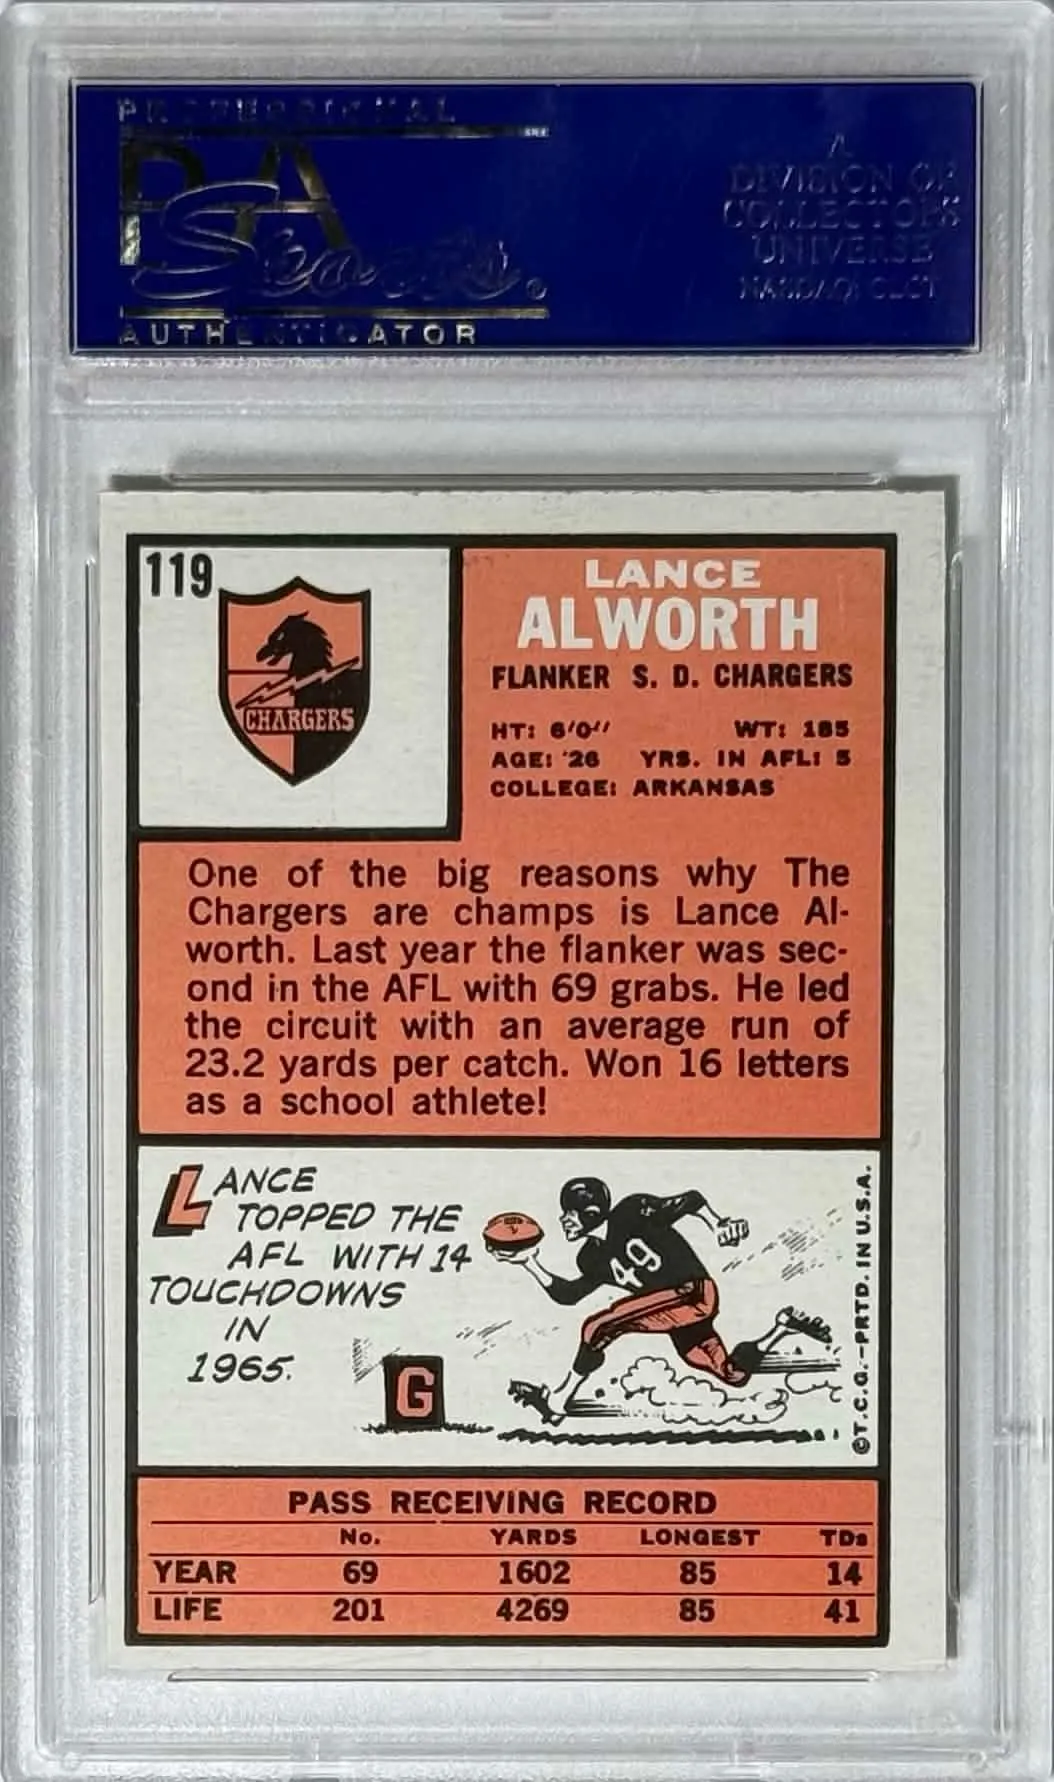 PROFESSIONAL
PSA
Sports
AUTHENTICATOR
A
DIVISION OF
COLLECTORS
UNIVERSE
NASDAQ: CLCT
119
CHARGERS
LANCE
ALWORTH
FLANKER S. D. CHARGERS
HT: 6'0'' WT: 185
AGE: '26 YRS. IN AFL: 5
COLLEGE: ARKANSAS
One of the big reasons why The
Chargers are champs is Lance Al-
worth. Last year the flanker was sec-
ond in the AFL with 69 grabs. He led
the circuit with an average run of
23.2 yards per catch. Won 16 letters
as a school athlete!
LANCE
TOPPED THE
AFL WITH 14
TOUCHDOWNS
IN
1965.
49
G
©T.C.G.-PRTD. IN U.S.A.
PASS RECEIVING RECORD
No. YARDS LONGEST TDs
YEAR 69 1602 85 14
LIFE 201 4269 85 41